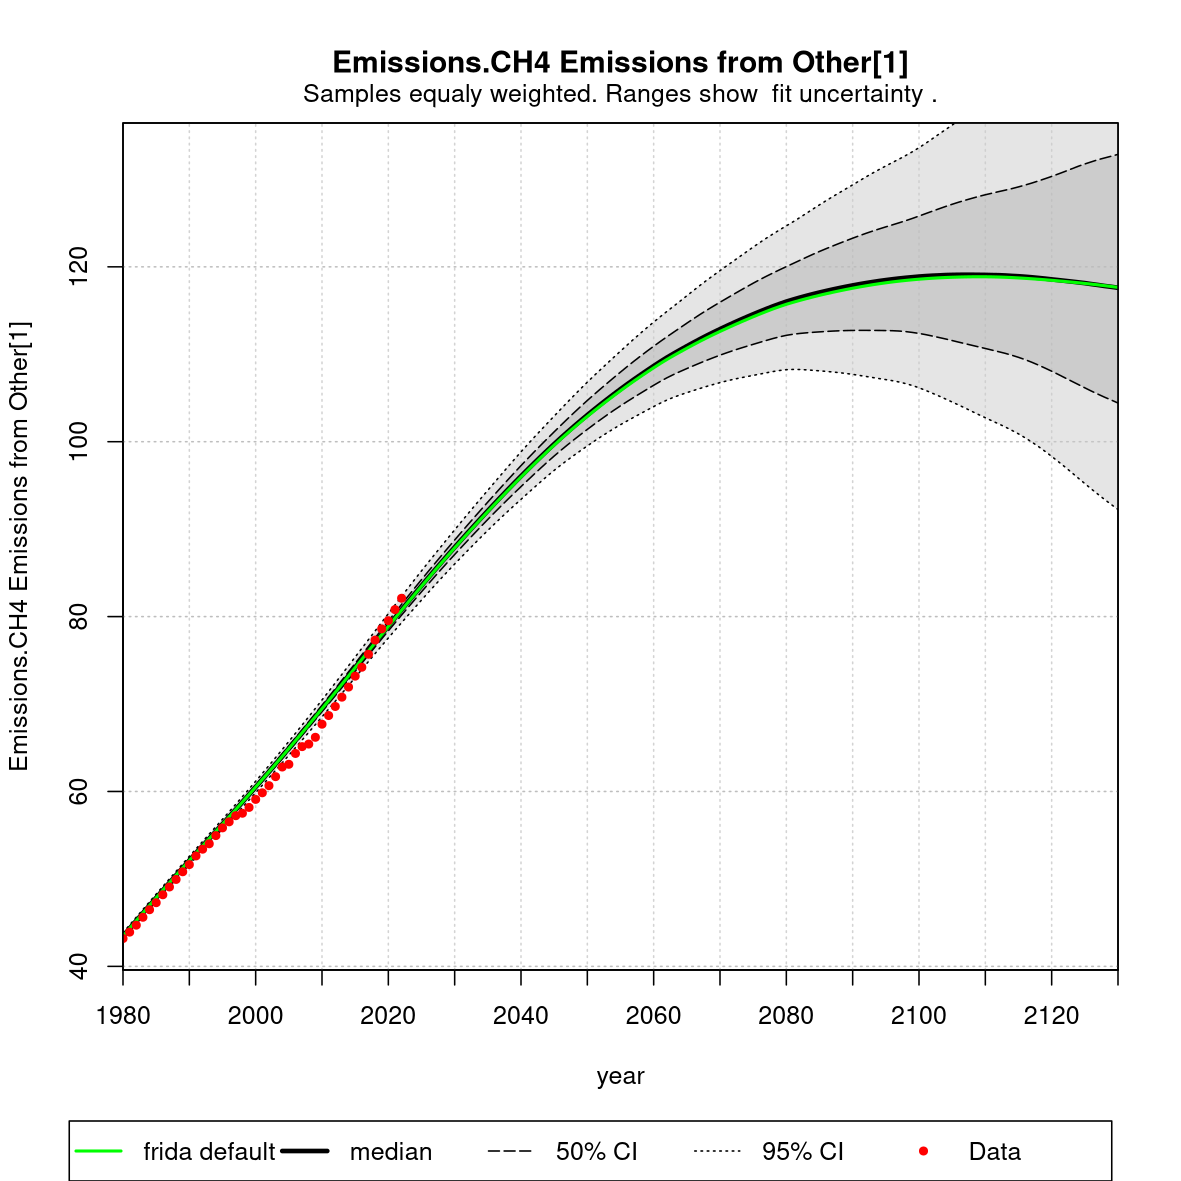 Emissions.CH4 Emissions from Other[1]
Samples equaly weighted. Ranges show  fit uncertainty .
Emissions.CH4 Emissions from Other[1]
120
100
80
60
40
1980 2000 2020 2040 2060 2080 2100 2120
year
frida default median 50% CI 95% CI Data